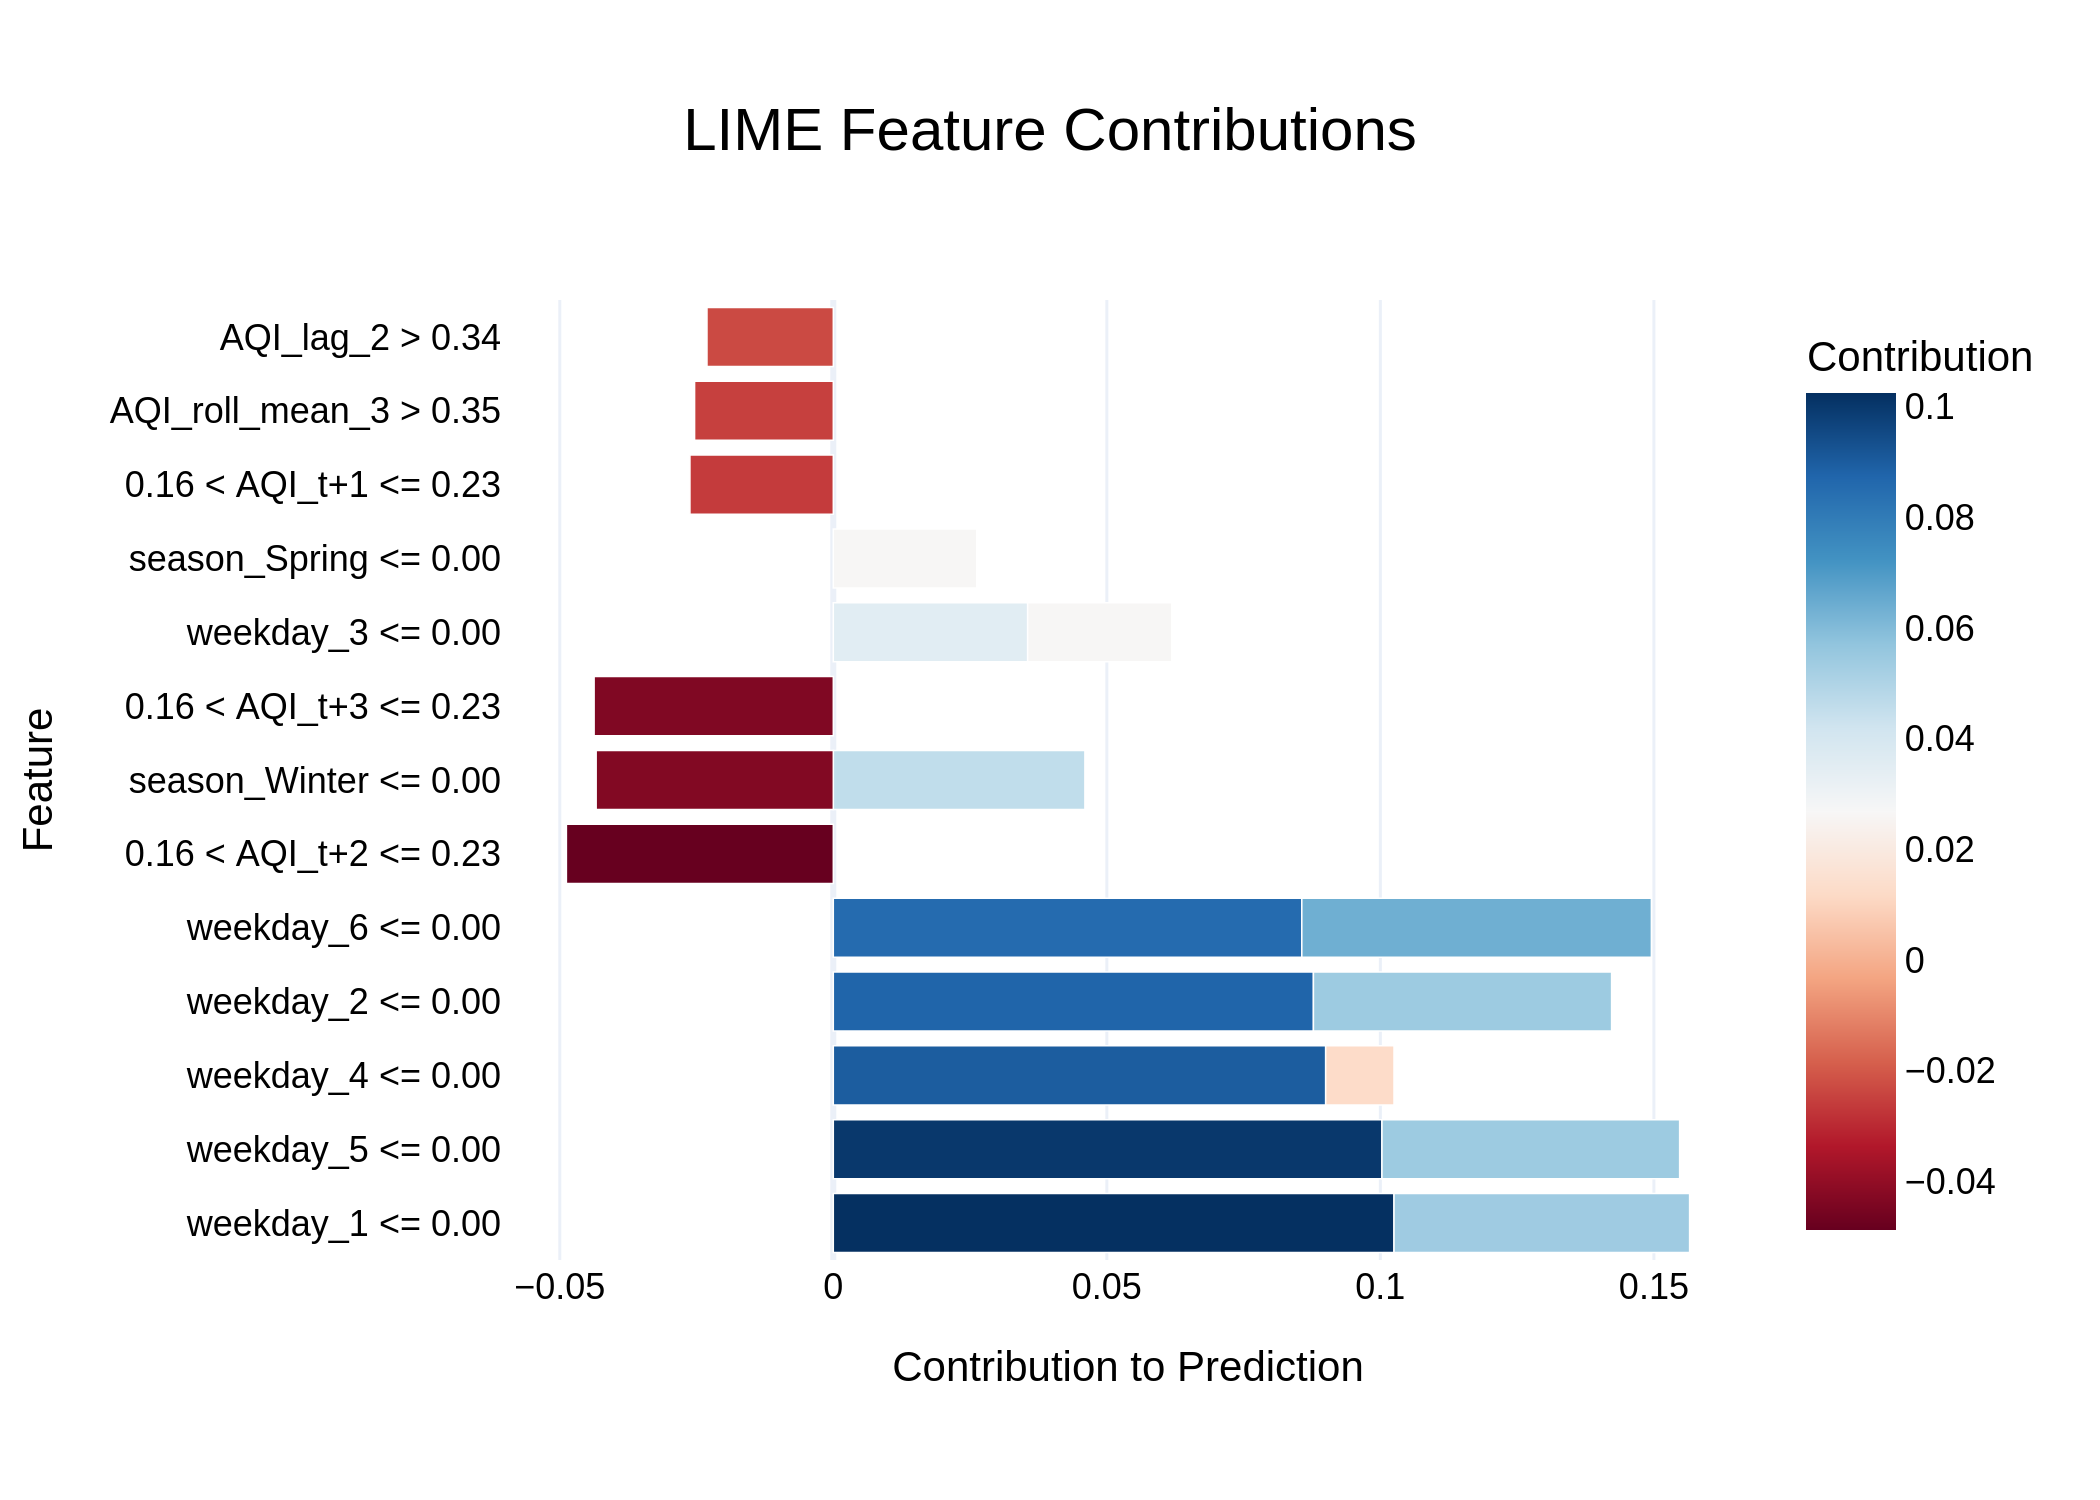 LIME Feature Contributions
AQI_lag_2 > 0.34
AQI_roll_mean_3 > 0.35
0.16 < AQI_t+1 <= 0.23
season_Spring <= 0.00
weekday_3 <= 0.00
0.16 < AQI_t+3 <= 0.23
season_Winter <= 0.00
0.16 < AQI_t+2 <= 0.23
weekday_6 <= 0.00
weekday_2 <= 0.00
weekday_4 <= 0.00
weekday_5 <= 0.00
weekday_1 <= 0.00
Feature
−0.05 0 0.05 0.1 0.15
Contribution to Prediction
Contribution
0.1
0.08
0.06
0.04
0.02
0
−0.02
−0.04